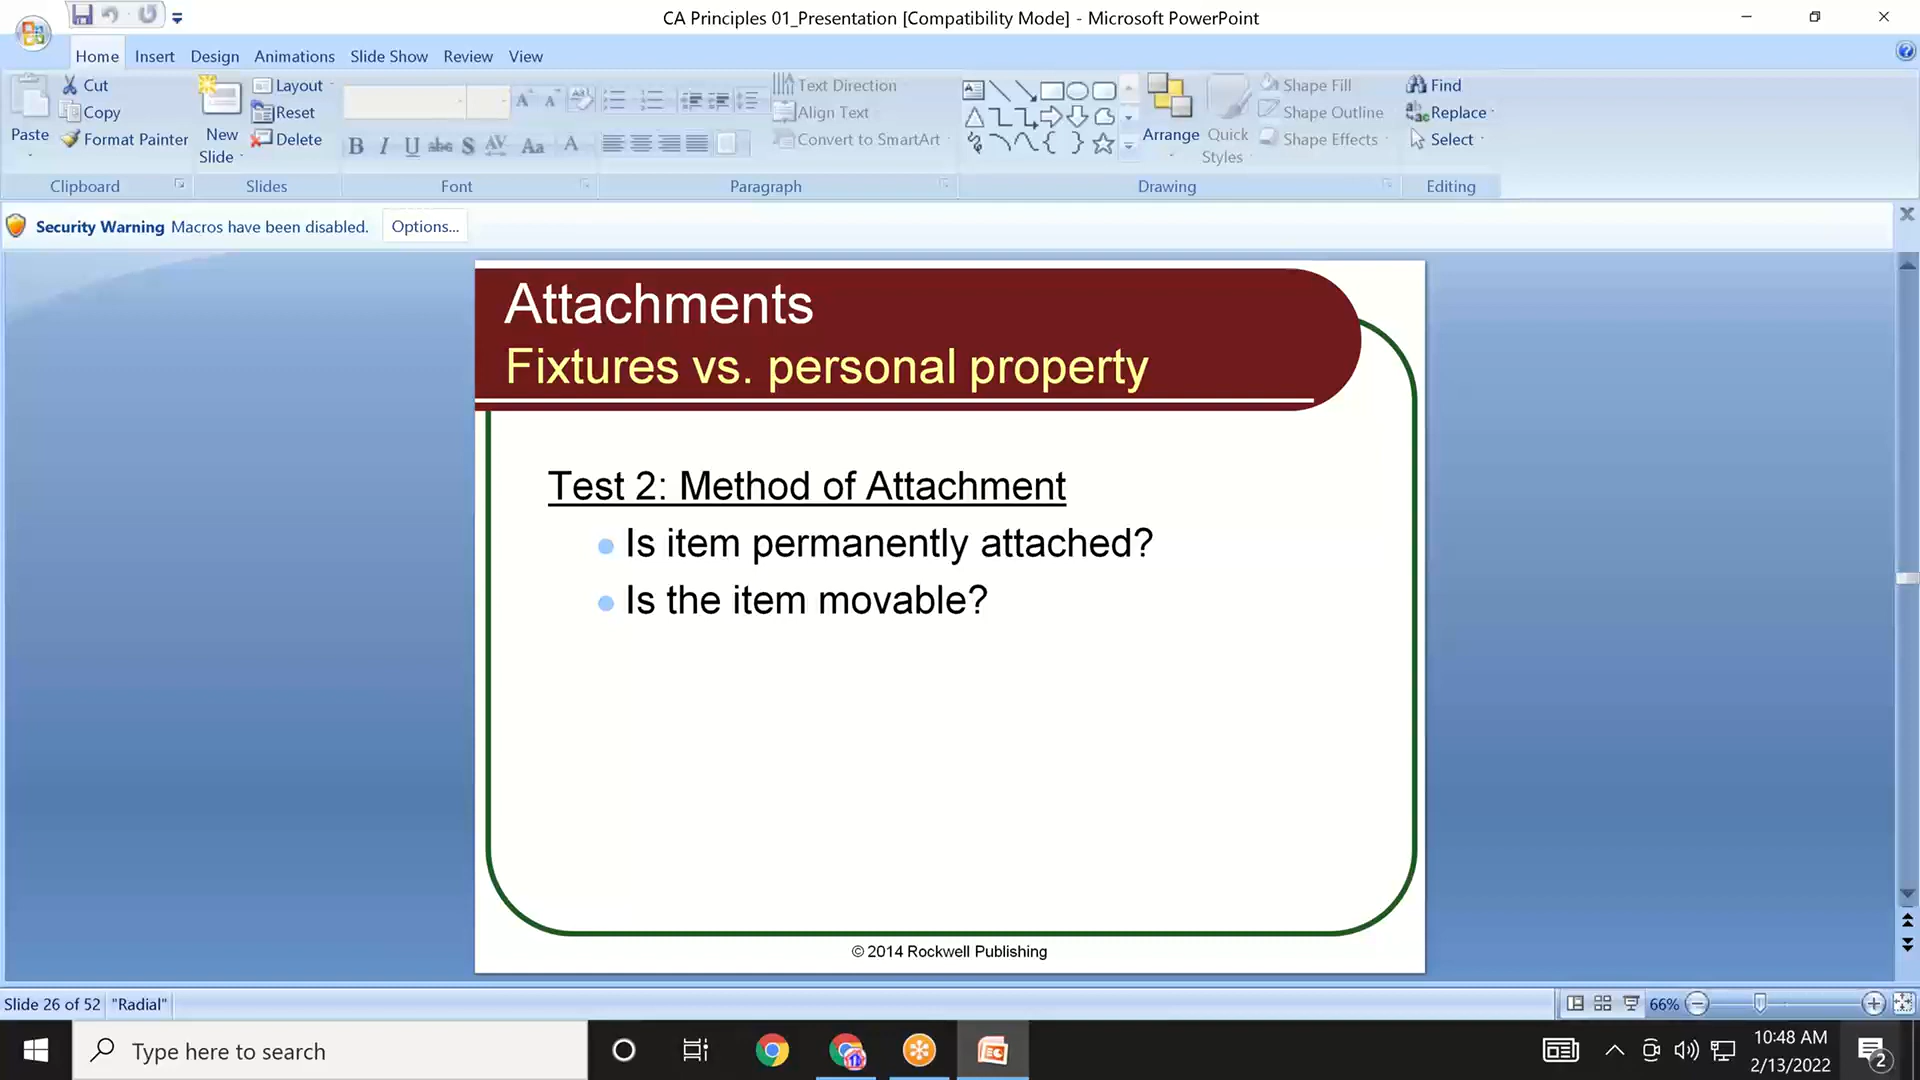 CA Principles 01_Presentation [Compatibility Mode] - Microsoft PowerPoint
Home Insert Design Animations Slide Show Review View
Paste
Cut
Copy
Format Painter
Clipboard
New
Slide
Layout
Reset
Delete
Slides
B I U abc S AV Aa A
Font
Text Direction
Align Text
Convert to SmartArt
Paragraph
Arrange
Quick
Styles
Shape Fill
Shape Outline
Shape Effects
Drawing
Find
Replace
Select
Editing
Security Warning Macros have been disabled. Options...
Attachments
Fixtures vs. personal property
Test 2: Method of Attachment
Is item permanently attached?
Is the item movable?
© 2014 Rockwell Publishing
Slide 26 of 52 "Radial" 66%
Type here to search
10:48 AM
2/13/2022
2